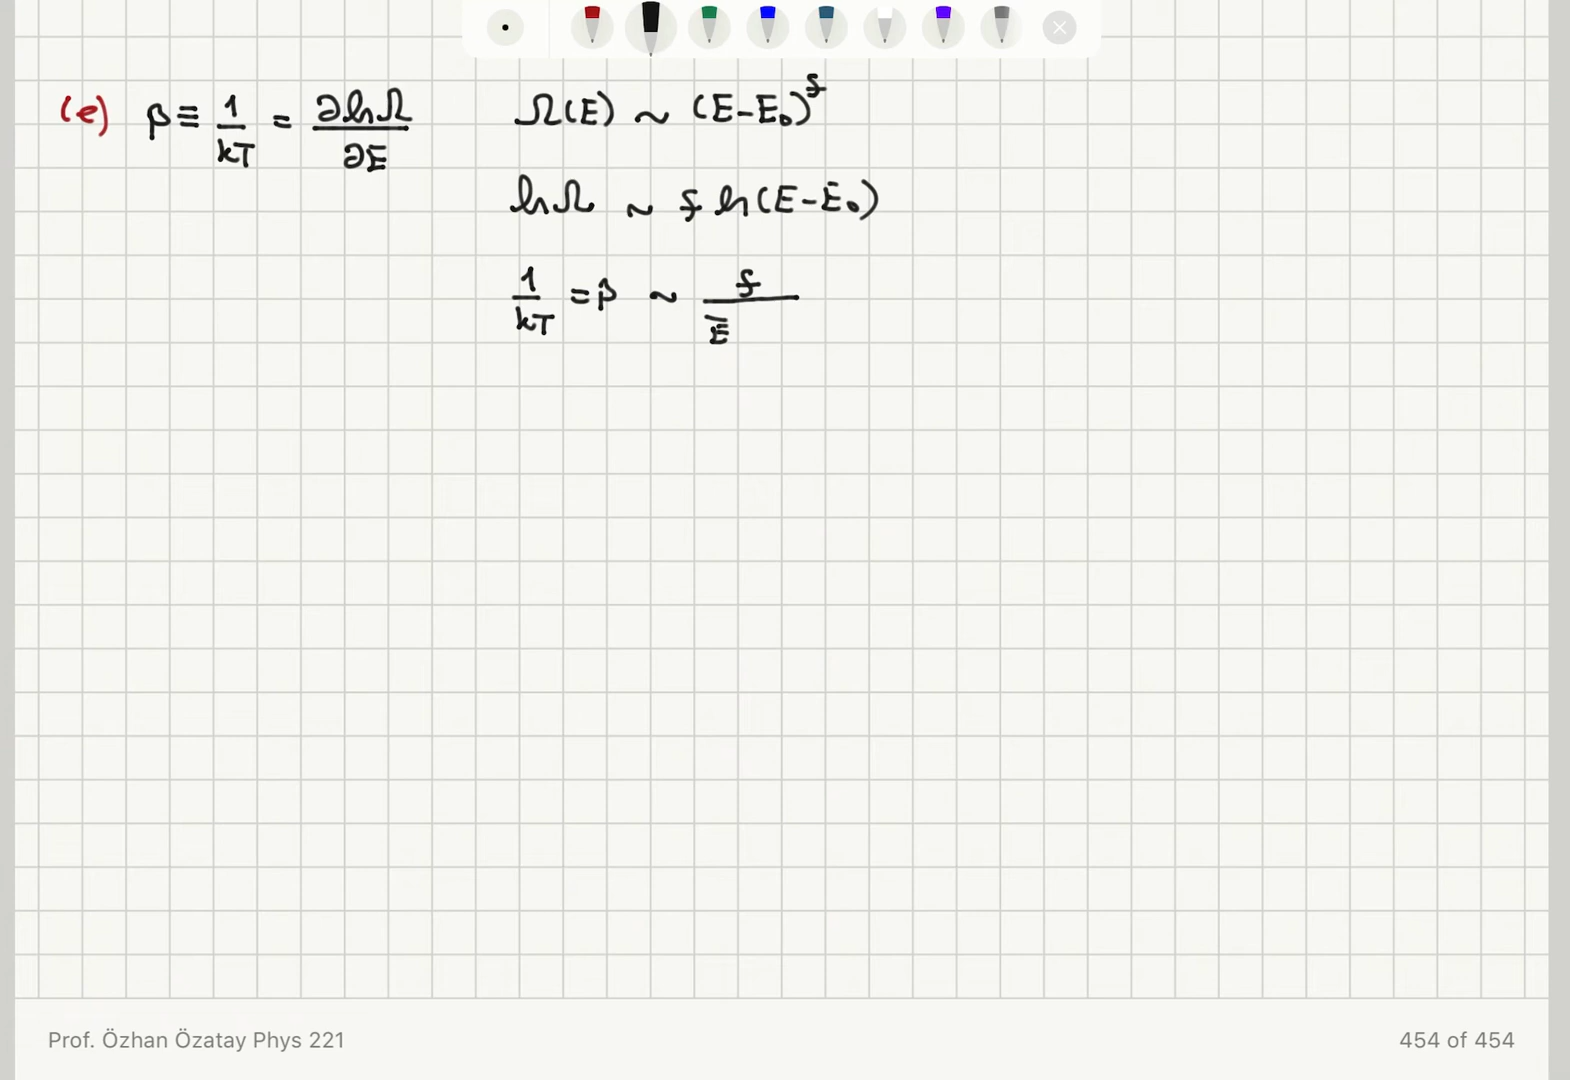 (e) β ≡ 1/kT = ∂lnΩ/∂E Ω(E) ~ (E-E₀)^f
lnΩ ~ f ln(E-E₀)
1/kT = β ~ f/Ē
Prof. Özhan Özatay Phys 221 454 of 454